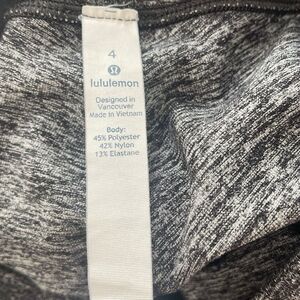 4
lululemon
Designed in
Vancouver
Made in Vietnam
Body:
45% Polyester
42% Nylon
13% Elastane